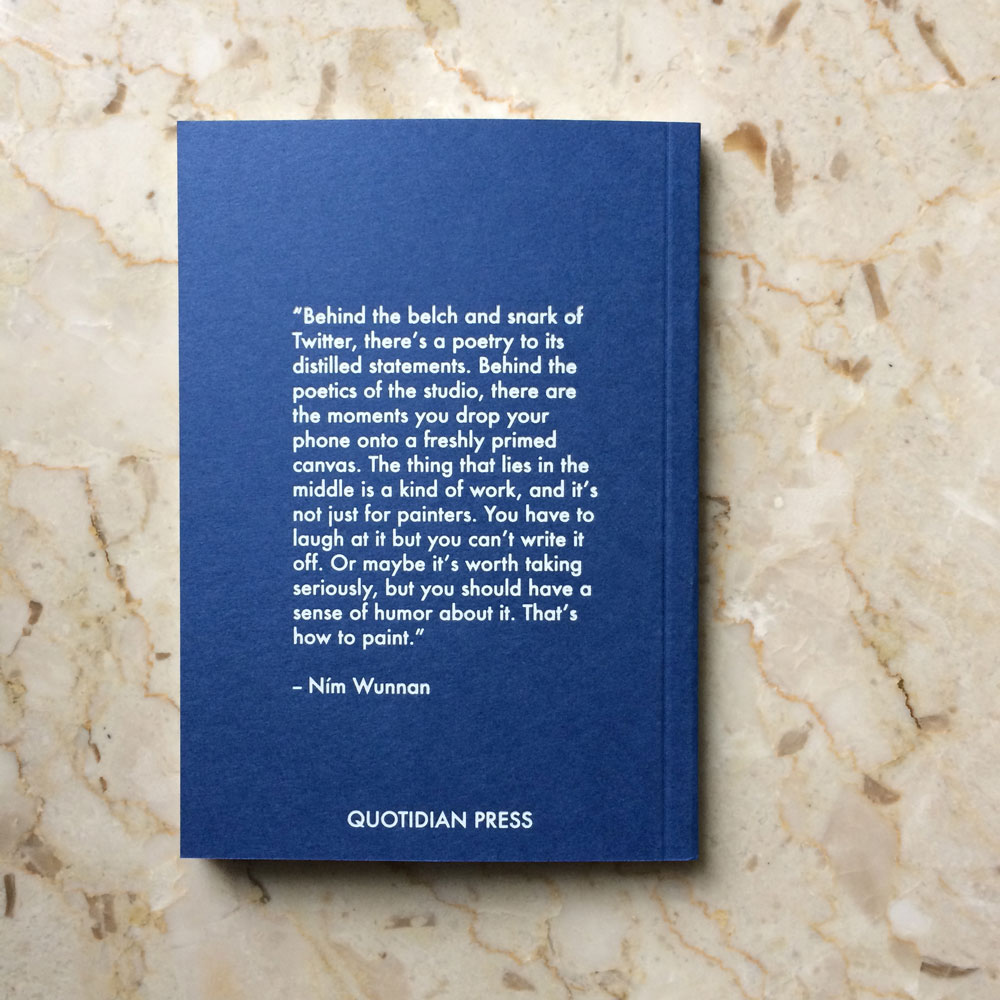 “Behind the belch and snark of
Twitter, there’s a poetry to its
distilled statements. Behind the
poetics of the studio, there are
the moments you drop your
phone onto a freshly primed
canvas. The thing that lies in the
middle is a kind of work, and it’s
not just for painters. You have to
laugh at it but you can’t write it
off. Or maybe it’s worth taking
seriously, but you should have a
sense of humor about it. That’s
how to paint.”
– Ním Wunnan
QUOTIDIAN PRESS